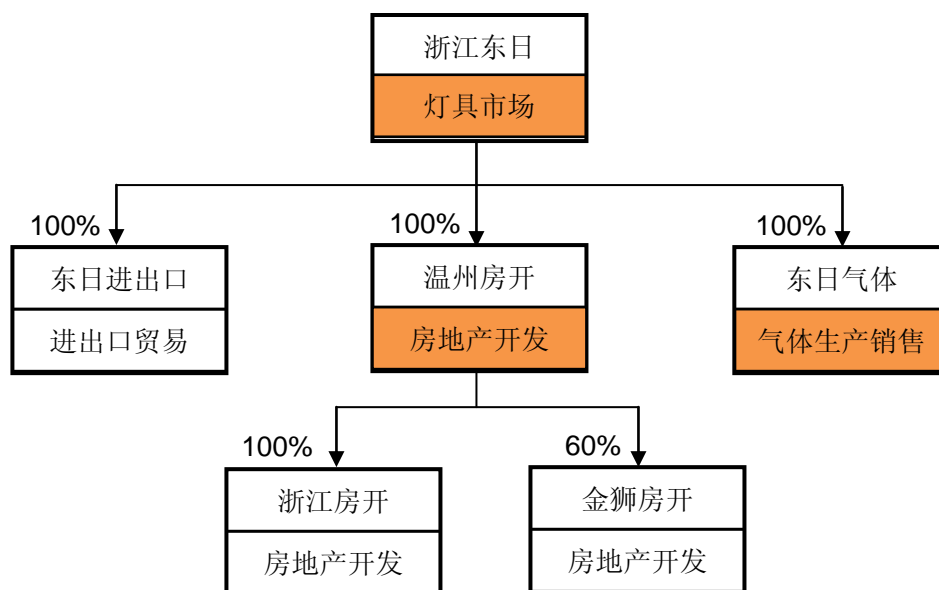 浙江东日
灯具市场
100%
100%
100%
东日进出口
进出口贸易
温州房开
房地产开发
东日气体
气体生产销售
100%
60%
浙江房开
房地产开发
金狮房开
房地产开发